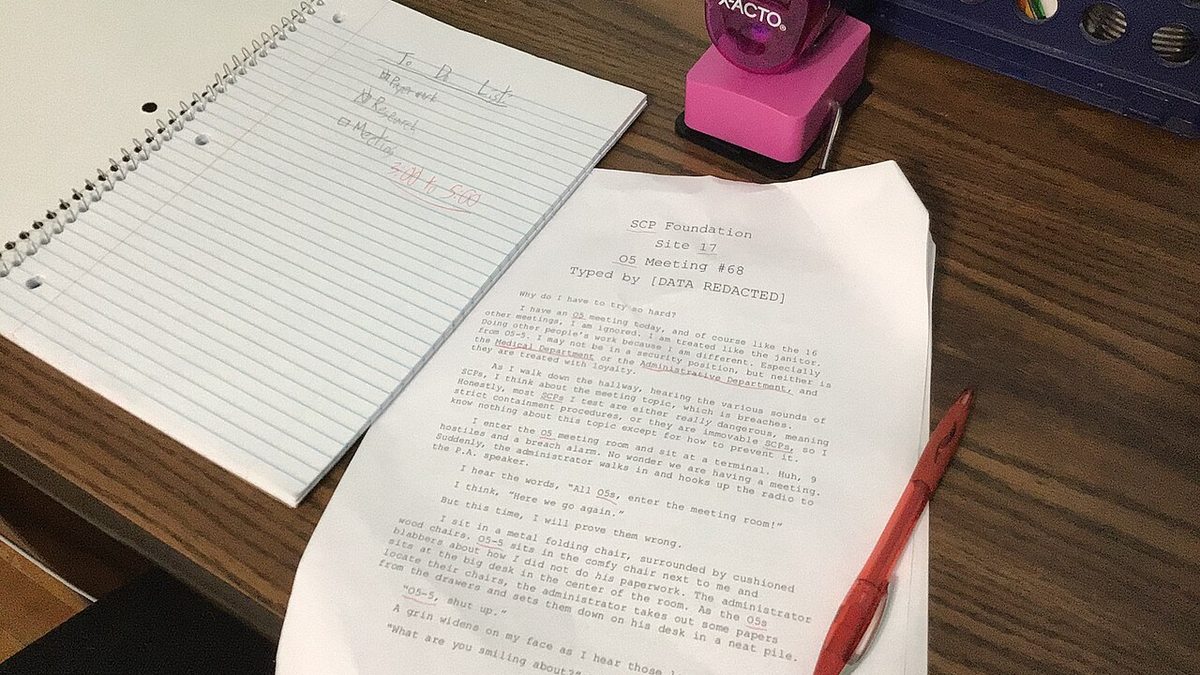 X-ACTO®
To Do List
Paperwork
Research
Meeting
3:00 to 5:00
SCP Foundation
Site 17
O5 Meeting #68
Typed by [DATA REDACTED]
Why do I have to try so hard?
I have an O5 meeting today, and of course like the 16
other meetings, I am ignored. I am treated like the janitor.
Doing other people's work because I am different. Especially
from O5-5. I may not be in a security position, but neither is
the Medical Department or the Administrative Department, and
they are treated with loyalty.
As I walk down the hallway, hearing the various sounds of
SCPs, I think about the meeting topic, which is breaches.
Honestly, most SCPs I test are either really dangerous, meaning
strict containment procedures, or they are immovable SCPs, so I
know nothing about this topic except for how to prevent it.
I enter the O5 meeting room and sit at a terminal. Huh, 9
hostiles and a breach alarm. No wonder we are having a meeting.
Suddenly, the administrator walks in and hooks up the radio to
the P.A. speaker.
I hear the words, "All O5s, enter the meeting room!"
I think, "Here we go again."
But this time, I will prove them wrong.
I sit in a metal folding chair, surrounded by cushioned
wood chairs. O5-5 sits in the comfy chair next to me and
blabbers about how I did not do his paperwork. The administrator
sits at the big desk in the center of the room. As the O5s
locate their chairs, the administrator takes out some papers
from the drawers and sets them down on his desk in a neat pile.
"O5-5, shut up."
A grin widens on my face as I hear those
"What are you smiling about?"